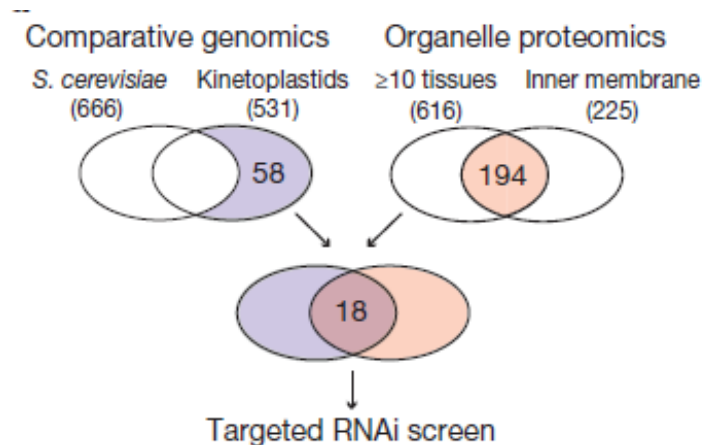 Comparative genomics Organelle proteomics
S. cerevisiae Kinetoplastids ≥10 tissues Inner membrane
(666) (531) (616) (225)
58 194
18
Targeted RNAi screen